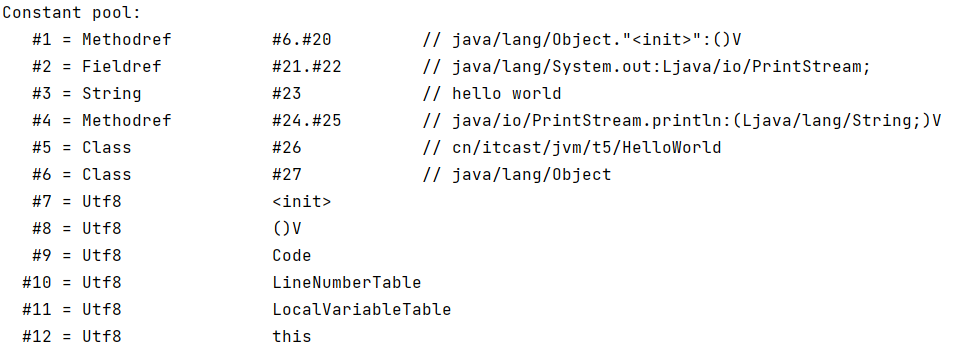 Constant pool:
   #1 = Methodref          #6.#20         // java/lang/Object."<init>":()V
   #2 = Fieldref           #21.#22        // java/lang/System.out:Ljava/io/PrintStream;
   #3 = String             #23            // hello world
   #4 = Methodref          #24.#25        // java/io/PrintStream.println:(Ljava/lang/String;)V
   #5 = Class              #26            // cn/itcast/jvm/t5/HelloWorld
   #6 = Class              #27            // java/lang/Object
   #7 = Utf8               <init>
   #8 = Utf8               ()V
   #9 = Utf8               Code
  #10 = Utf8               LineNumberTable
  #11 = Utf8               LocalVariableTable
  #12 = Utf8               this